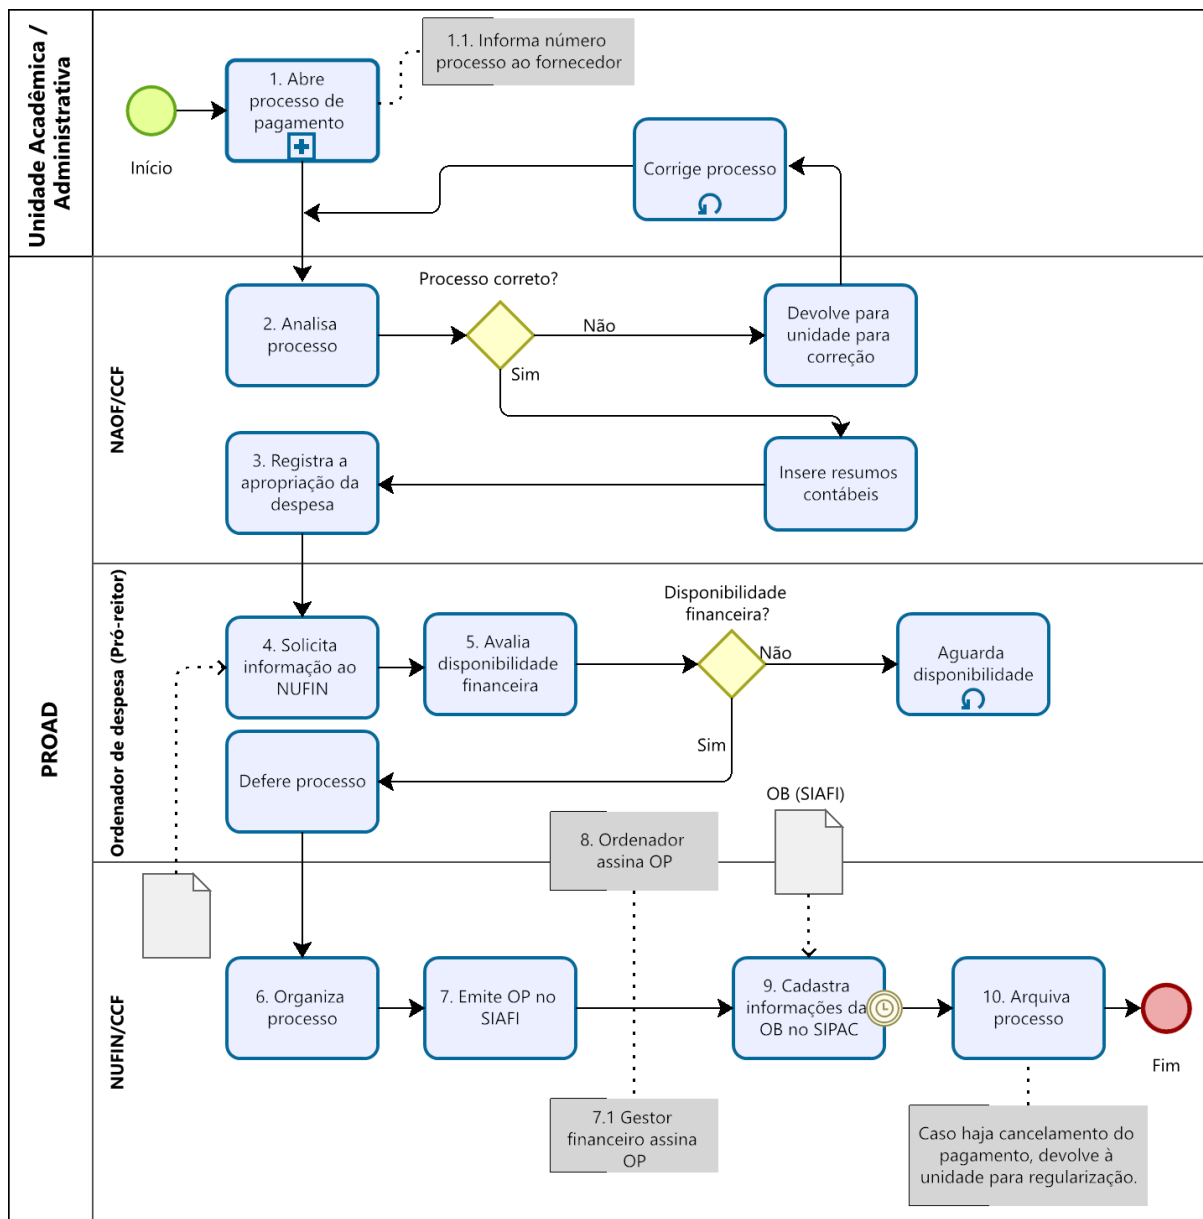 Unidade Acadêmica /
Administrativa
1.1. Informa número
processo ao fornecedor
1. Abre
processo de
pagamento
Início
Corrige processo
PROAD
NAOF/CCF
Processo correto?
2. Analisa
processo
Não
Sim
Devolve para
unidade para
correção
3. Registra a
apropriação da
despesa
Insere resumos
contábeis
Ordenador de despesa (Pró-reitor)
Disponibilidade
financeira?
4. Solicita
informação ao
NUFIN
5. Avalia
disponibilidade
financeira
Não
Aguarda
disponibilidade
Sim
Defere processo
OB (SIAFI)
8. Ordenador
assina OP
NUFIN/CCF
6. Organiza
processo
7. Emite OP no
SIAFI
9. Cadastra
informações da
OB no SIPAC
10. Arquiva
processo
Fim
7.1 Gestor
financeiro assina
OP
Caso haja cancelamento do
pagamento, devolve à
unidade para regularização.